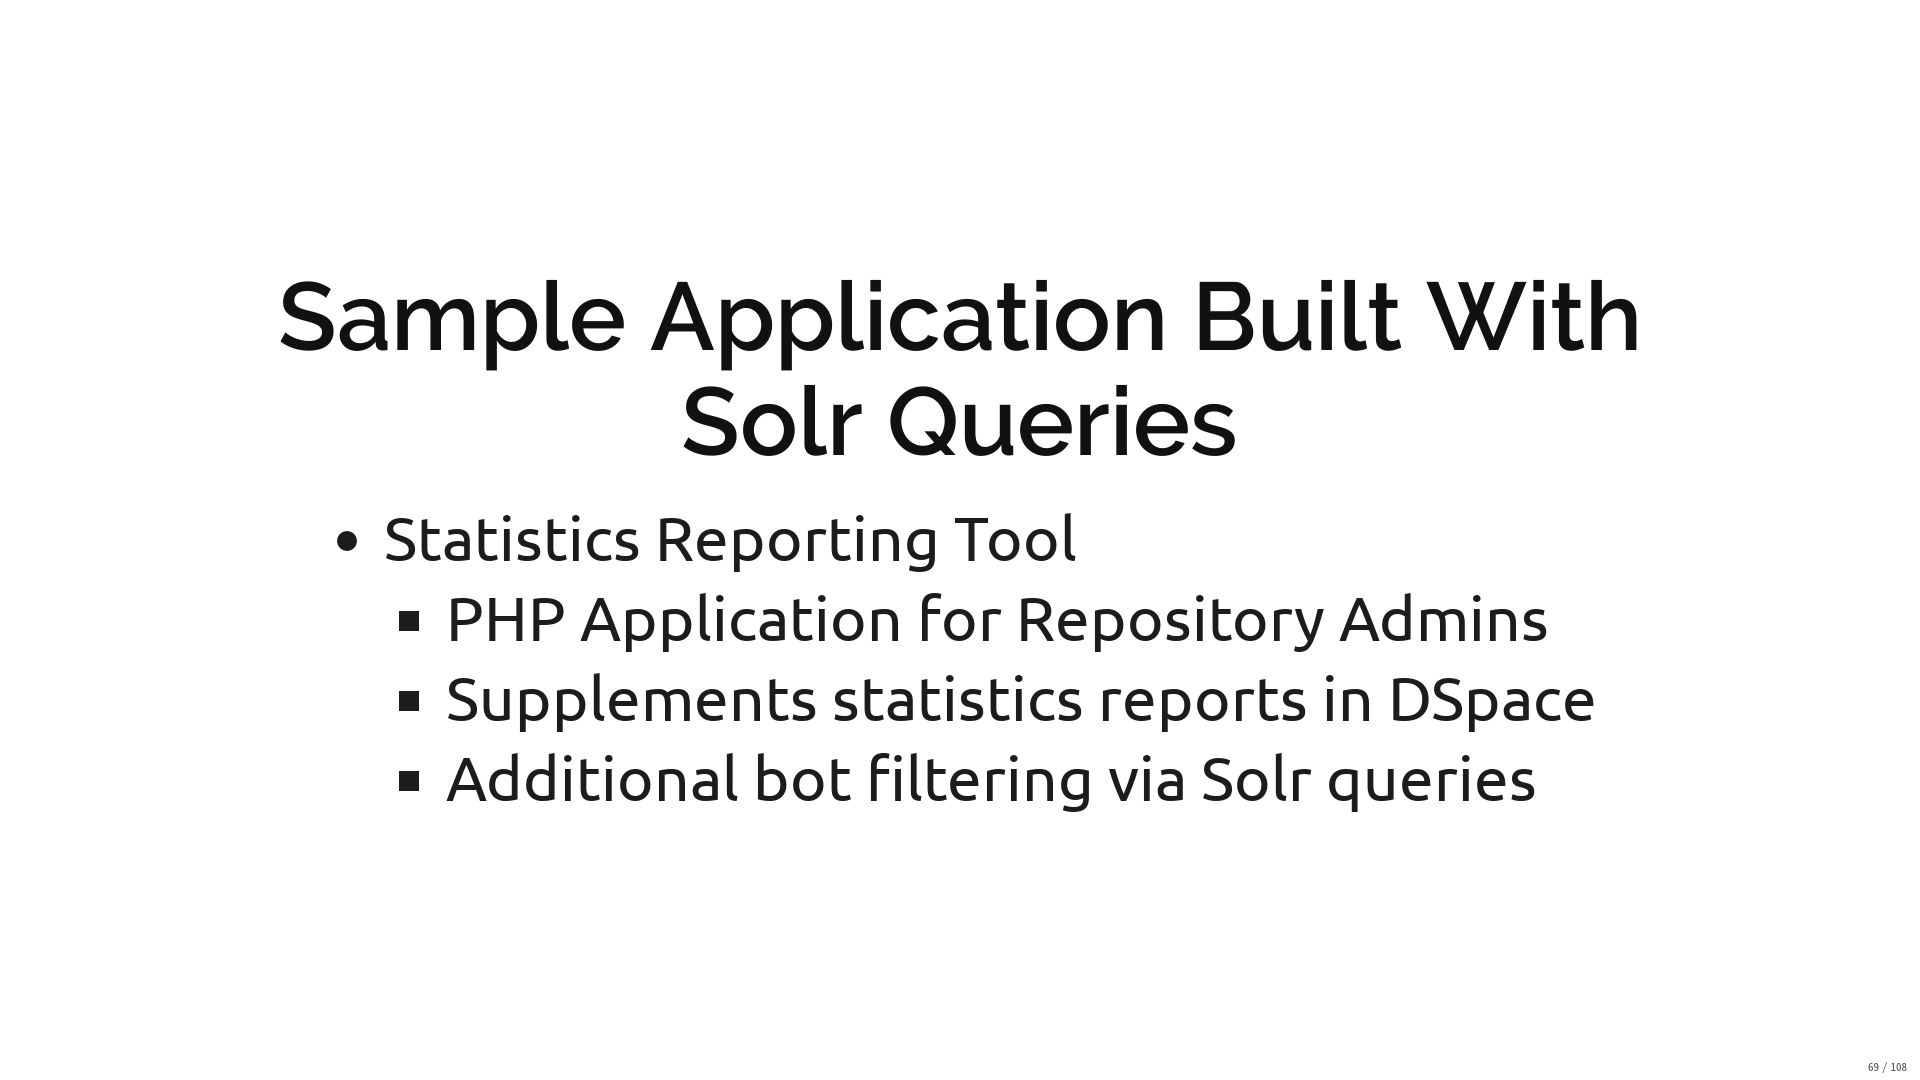 Sample Application Built With
Solr Queries
Statistics Reporting Tool
PHP Application for Repository Admins
Supplements statistics reports in DSpace
Additional bot filtering via Solr queries
69 / 108